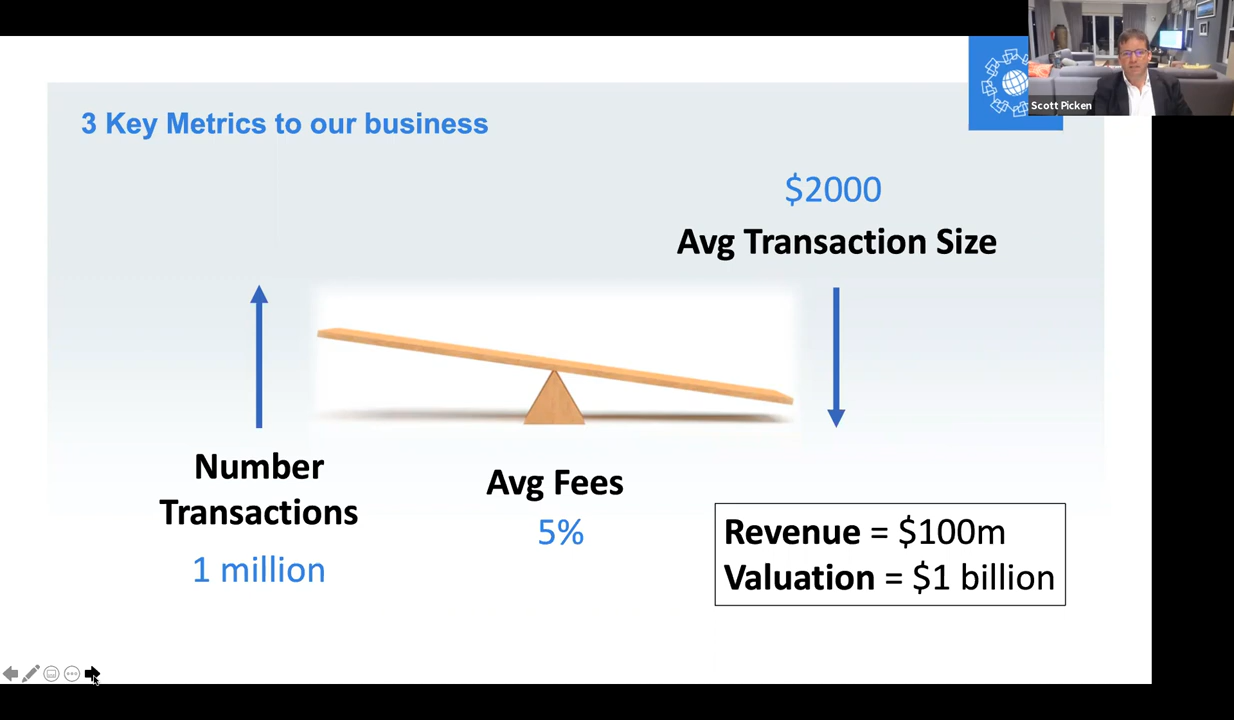 Scott Picken
3 Key Metrics to our business
$2000
Avg Transaction Size
Number
Transactions
1 million
Avg Fees
5%
Revenue = $100m
Valuation = $1 billion